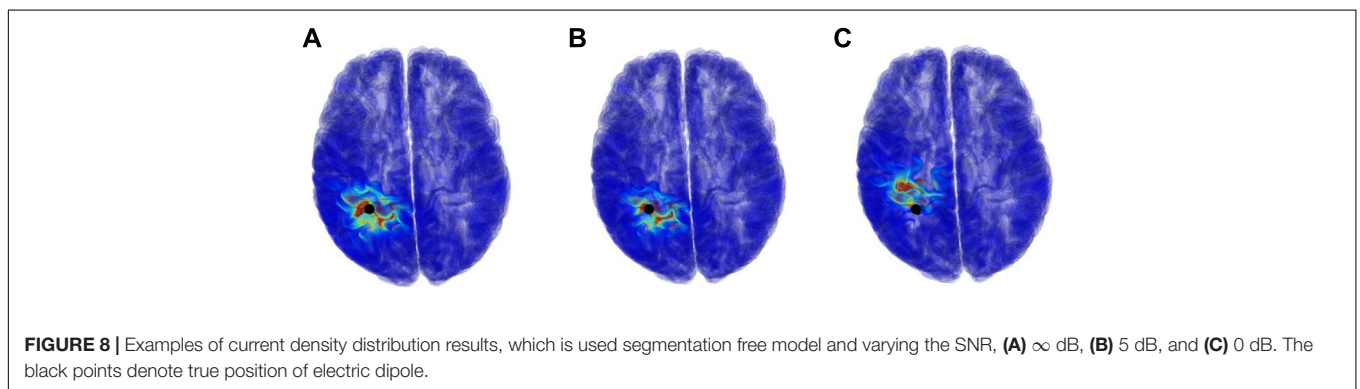 A B C
FIGURE 8 | Examples of current density distribution results, which is used segmentation free model and varying the SNR, (A) ∞ dB, (B) 5 dB, and (C) 0 dB. The
black points denote true position of electric dipole.